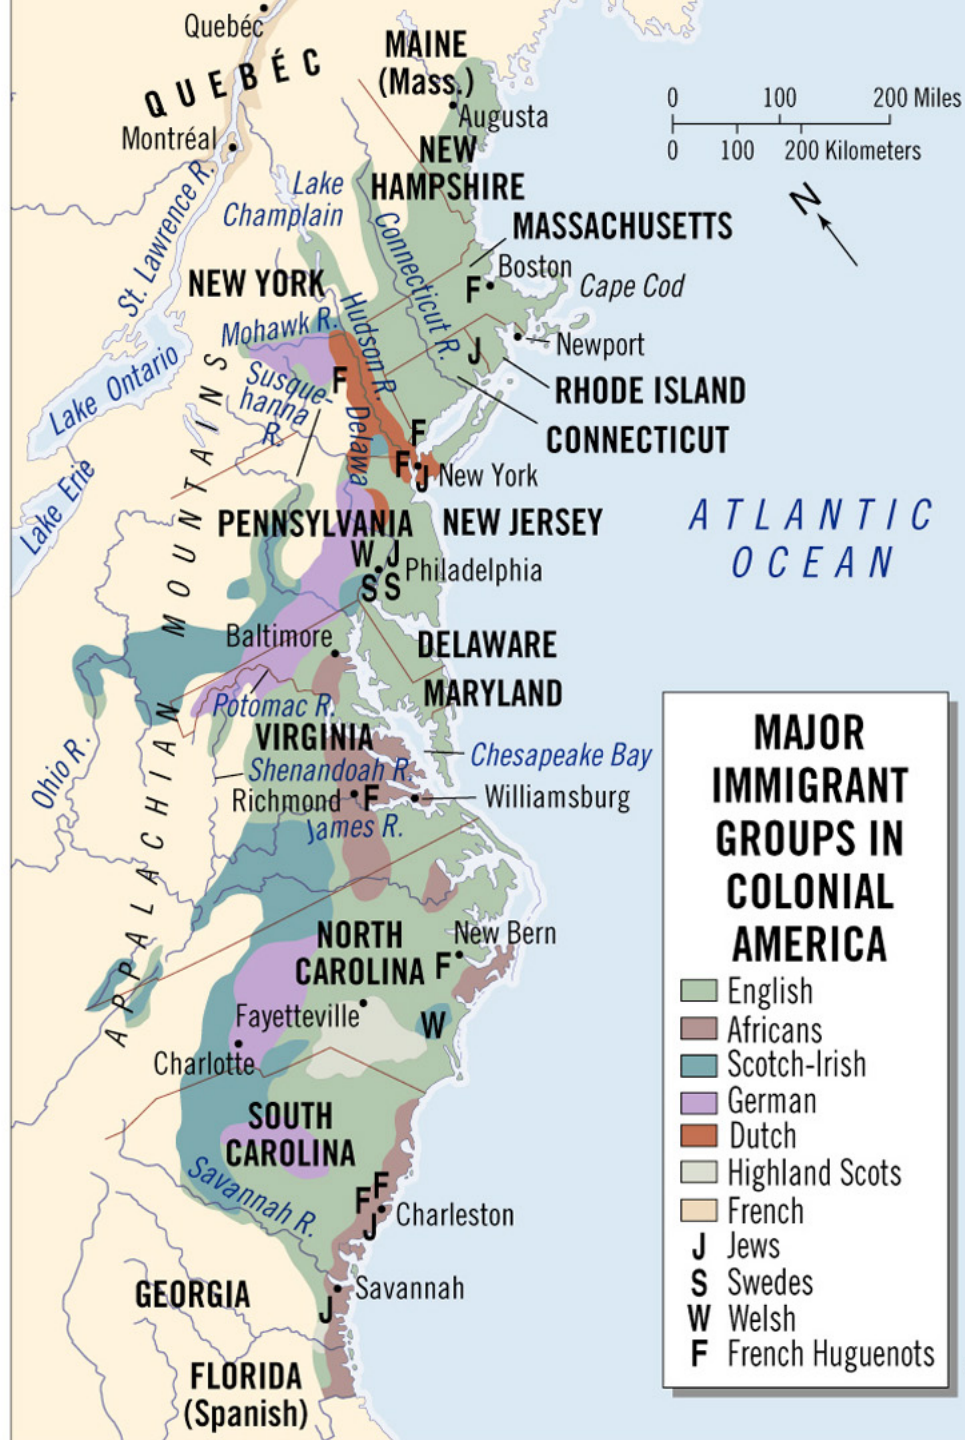 Quebéc
QUEBÉC
MAINE
(Mass.)
Augusta
Montréal
NEW
HAMPSHIRE
0 100 200 Miles
0 100 200 Kilometers
N
St. Lawrence R.
Lake
Champlain
Connecticut R.
MASSACHUSETTS
Boston
F
Cape Cod
NEW YORK
Mohawk R.
Hudson R.
J
Newport
RHODE ISLAND
CONNECTICUT
Lake Ontario
Susque-
hanna
R.
F
Delawa
F
F
J
New York
Lake Erie
PENNSYLVANIA
NEW JERSEY
ATLANTIC
OCEAN
W J
S S
Philadelphia
APPALACHIAN MOUNTAINS
Baltimore
DELAWARE
MARYLAND
Potomac R.
VIRGINIA
Chesapeake Bay
Shenandoah R.
Ohio R.
Richmond
F
Williamsburg
James R.
NORTH
CAROLINA
New Bern
F
Fayetteville
W
Charlotte
SOUTH
CAROLINA
Savannah R.
F
F
J
Charleston
GEORGIA
Savannah
J
FLORIDA
(Spanish)
MAJOR
IMMIGRANT
GROUPS IN
COLONIAL
AMERICA
English
Africans
Scotch-Irish
German
Dutch
Highland Scots
French
J Jews
S Swedes
W Welsh
F French Huguenots